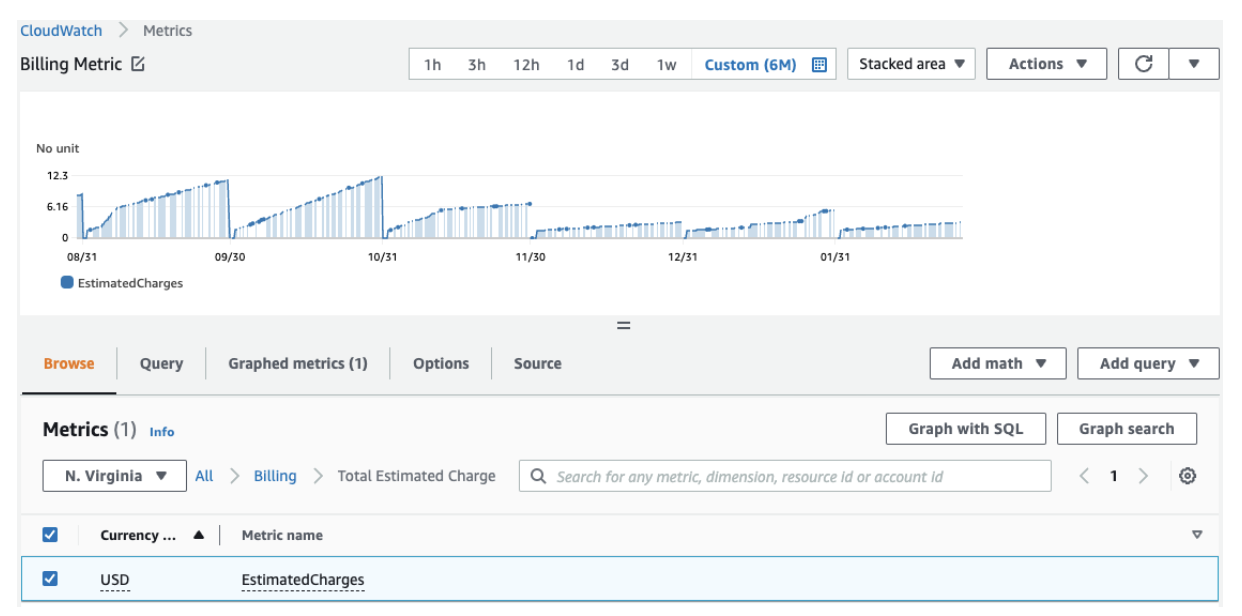 CloudWatch > Metrics
Billing Metric
1h 3h 12h 1d 3d 1w Custom (6M) Stacked area Actions
No unit
12.3
6.16
0
08/31 09/30 10/31 11/30 12/31 01/31
EstimatedCharges
Browse Query Graphed metrics (1) Options Source Add math Add query
Metrics (1) Info Graph with SQL Graph search
N. Virginia All > Billing > Total Estimated Charge Search for any metric, dimension, resource id or account id < 1 >
Currency ... Metric name
USD EstimatedCharges